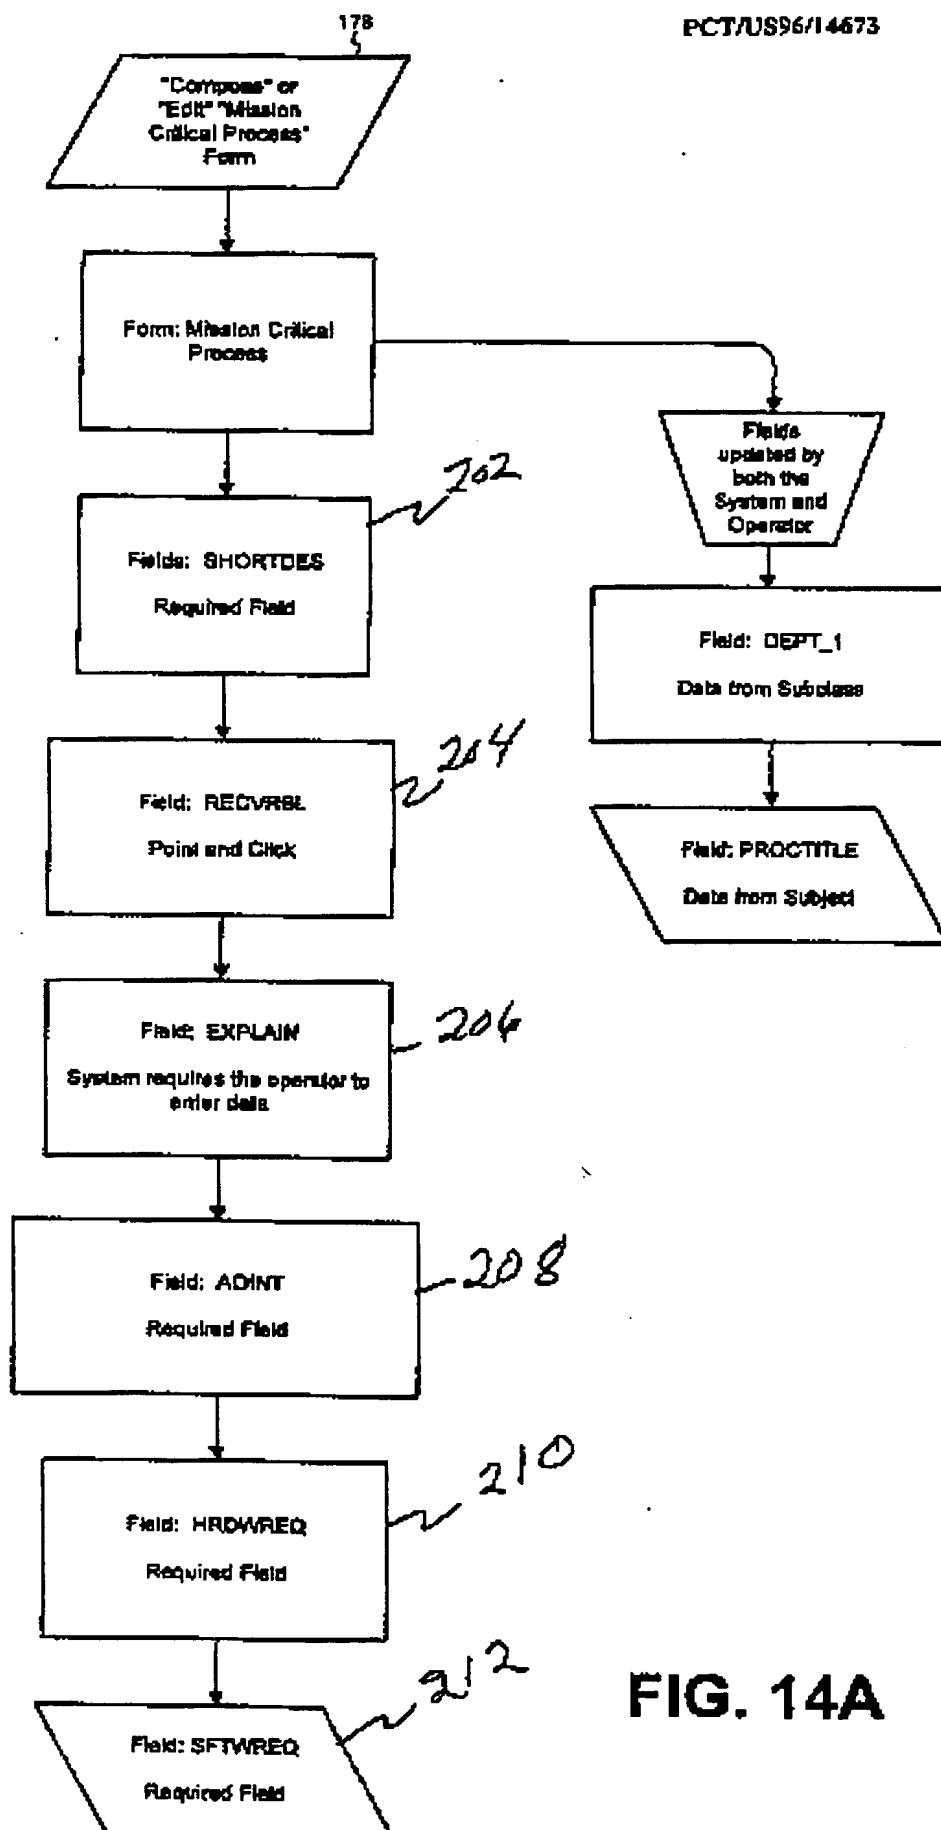 178
PCT/US96/14673
"Compose" or
"Edit" "Mission
Critical Process"
Form
Form: Mission Critical
Process
Fields
updated by
both the
System and
Operator
202
Fields: SHORTDES
Required Field
Field: DEPT_1
Data from Subclass
204
Field: RECVRBL
Point and Click
Field: PROCTITLE
Data from Subject
206
Field: EXPLAIN
System requires the operator to
enter data
208
Field: ADINT
Required Field
210
Field: HRDWREQ
Required Field
212
Field: SFTWREQ
Required Field
FIG. 14A